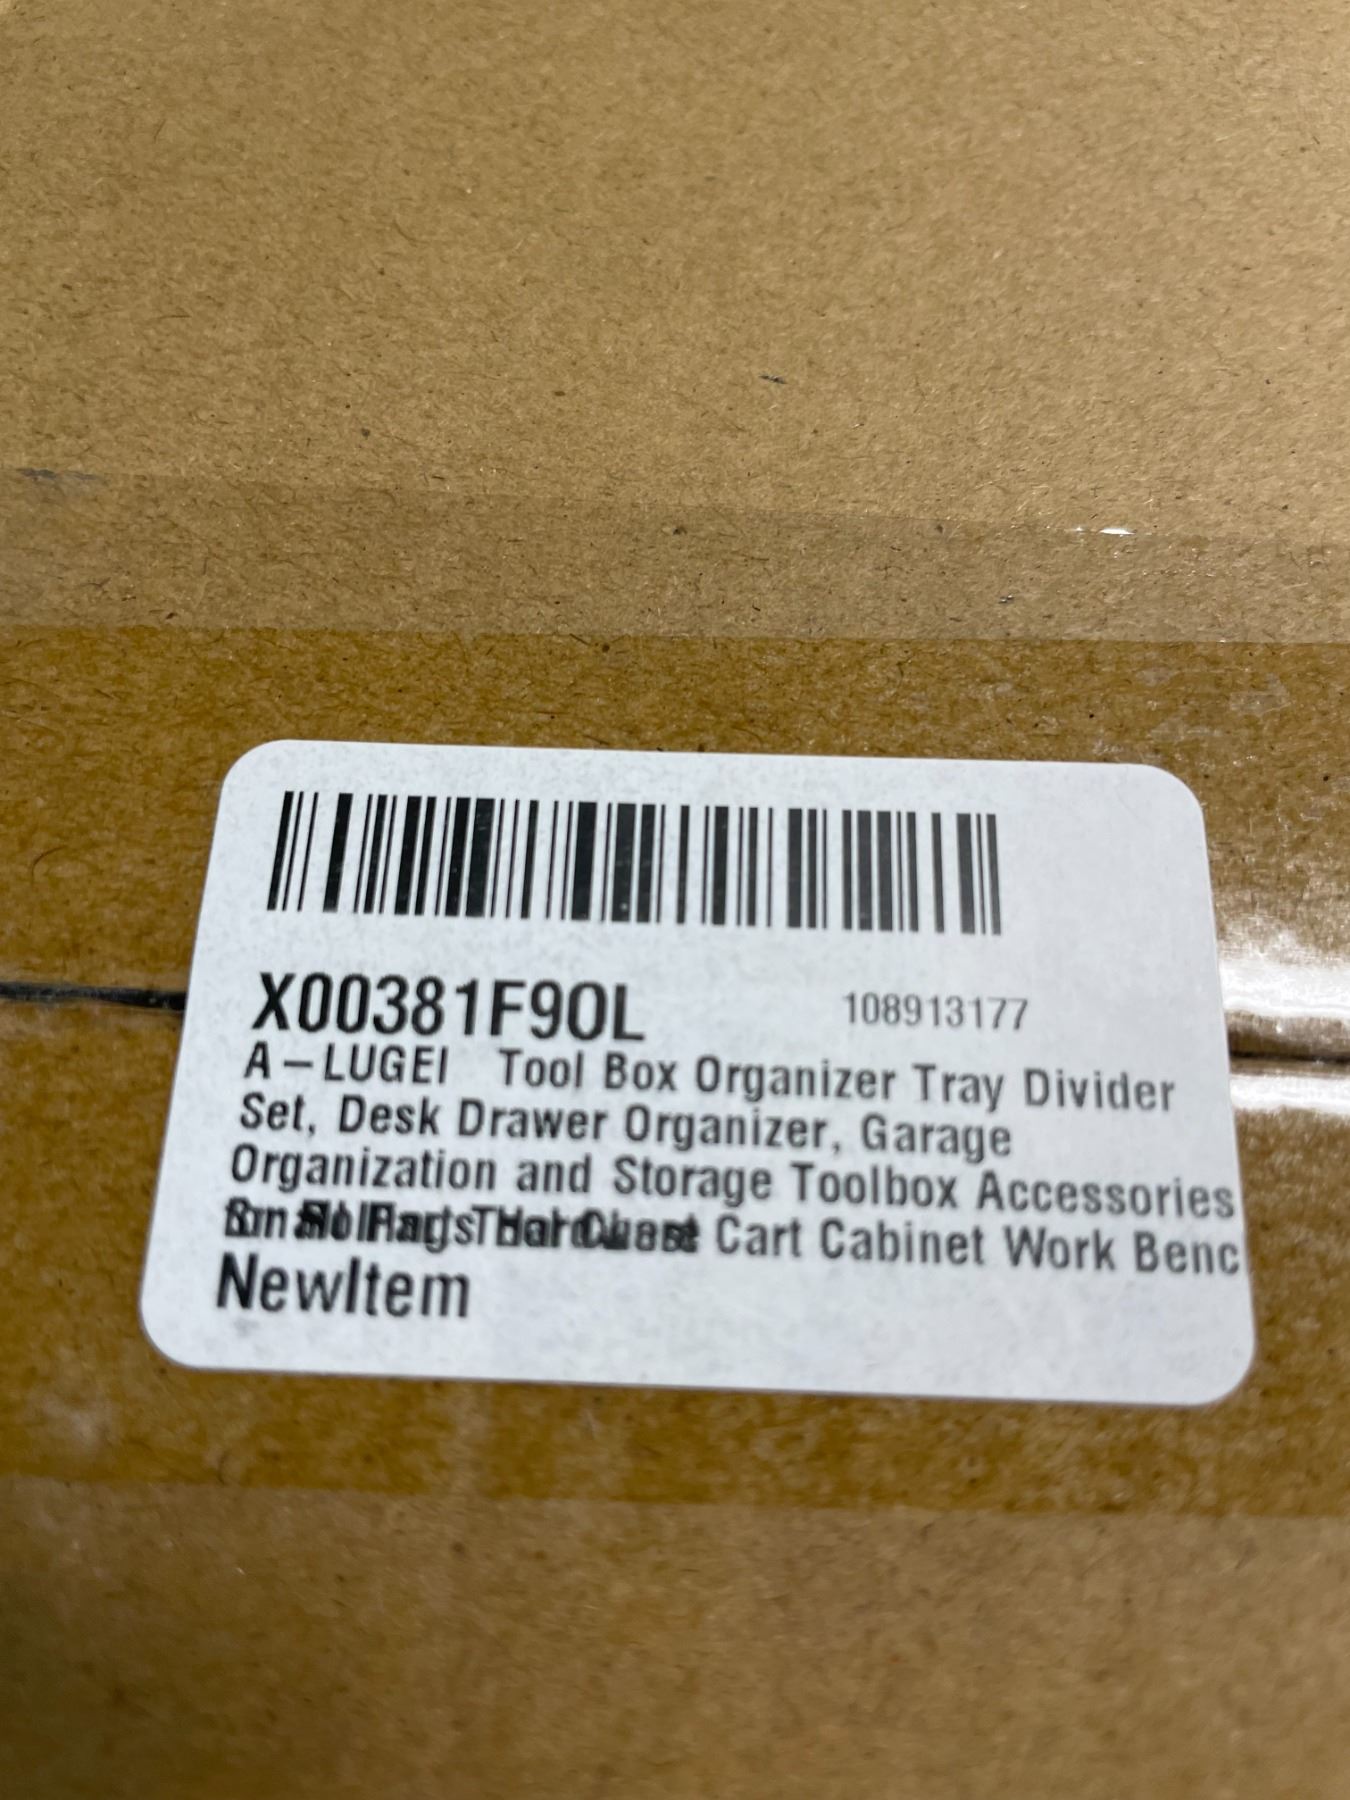 X00381F9OL
108913177
A-LUGEI Tool Box Organizer Tray Divider
Set, Desk Drawer Organizer, Garage
Organization and Storage Toolbox Accessories
Cart Cabinet Work Benc
NewItem